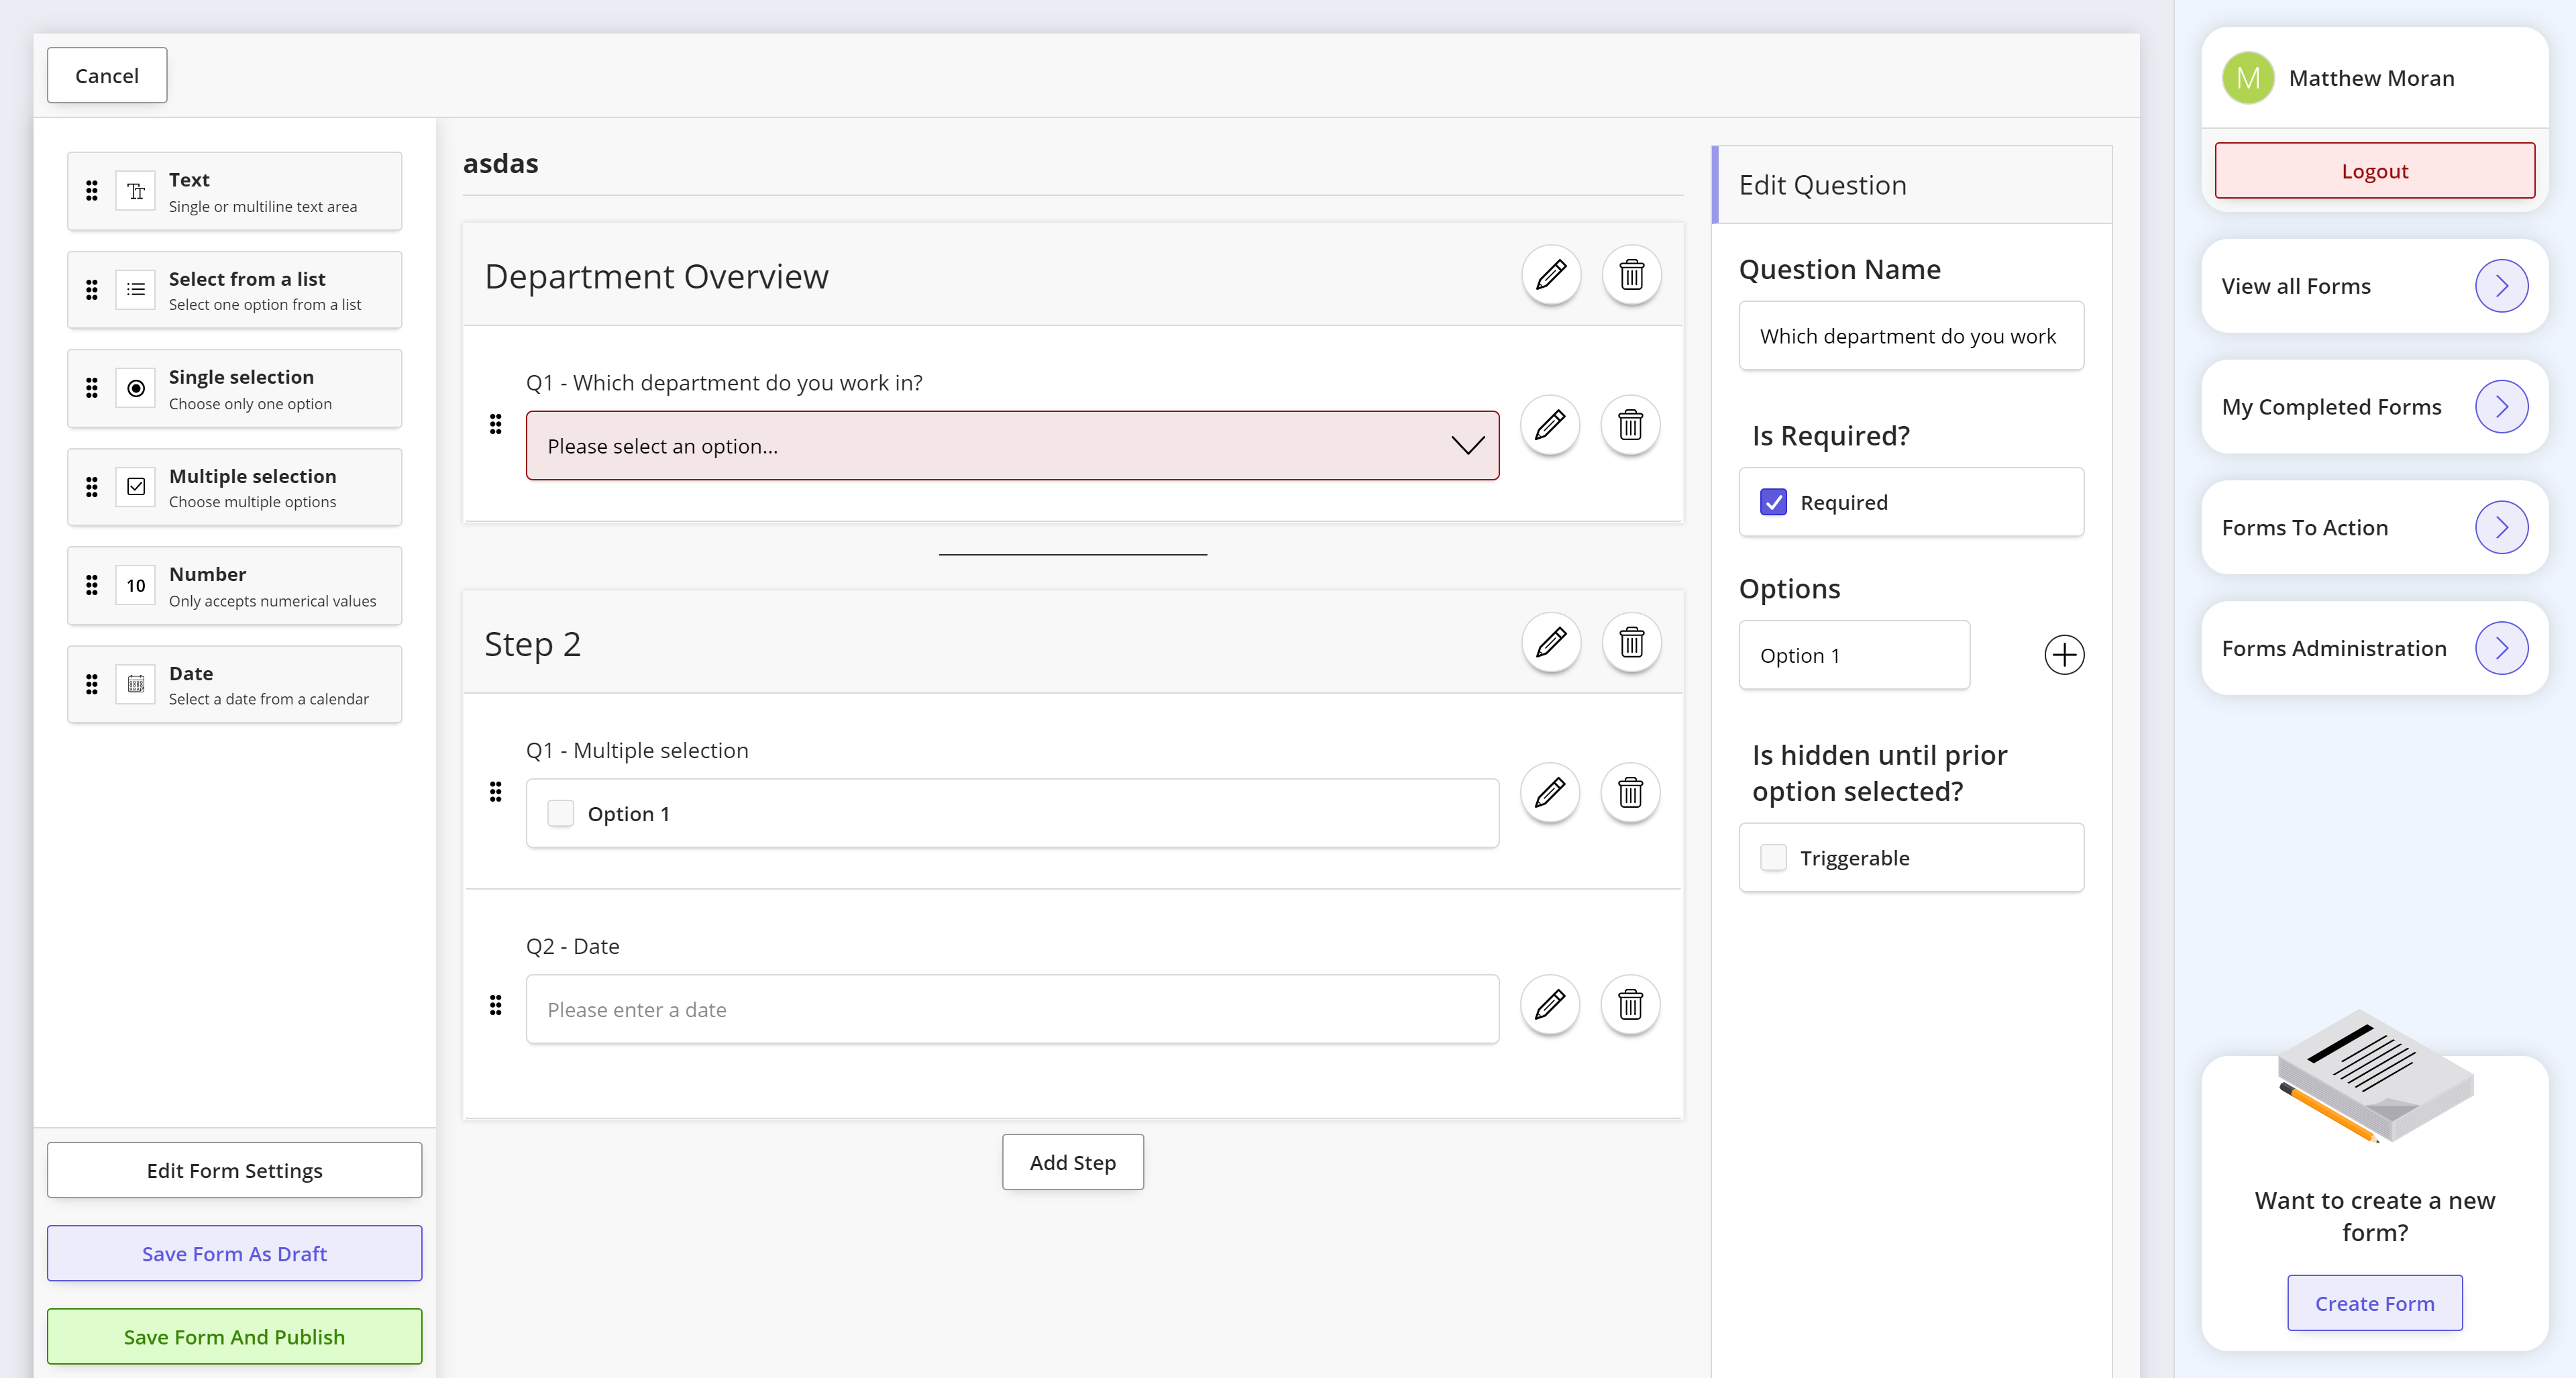 Cancel
Text
Single or multiline text area
Select from a list
Select one option from a list
Single selection
Choose only one option
Multiple selection
Choose multiple options
10
Number
Only accepts numerical values
Date
Select a date from a calendar
Edit Form Settings
Save Form As Draft
Save Form And Publish
asdas
Department Overview
Q1 - Which department do you work in?
Please select an option...
Step 2
Q1 - Multiple selection
Option 1
Q2 - Date
Please enter a date
Add Step
Edit Question
Question Name
Which department do you work
Is Required?
Required
Options
Option 1
Is hidden until prior
option selected?
Triggerable
M
Matthew Moran
Logout
View all Forms
My Completed Forms
Forms To Action
Forms Administration
Want to create a new
form?
Create Form